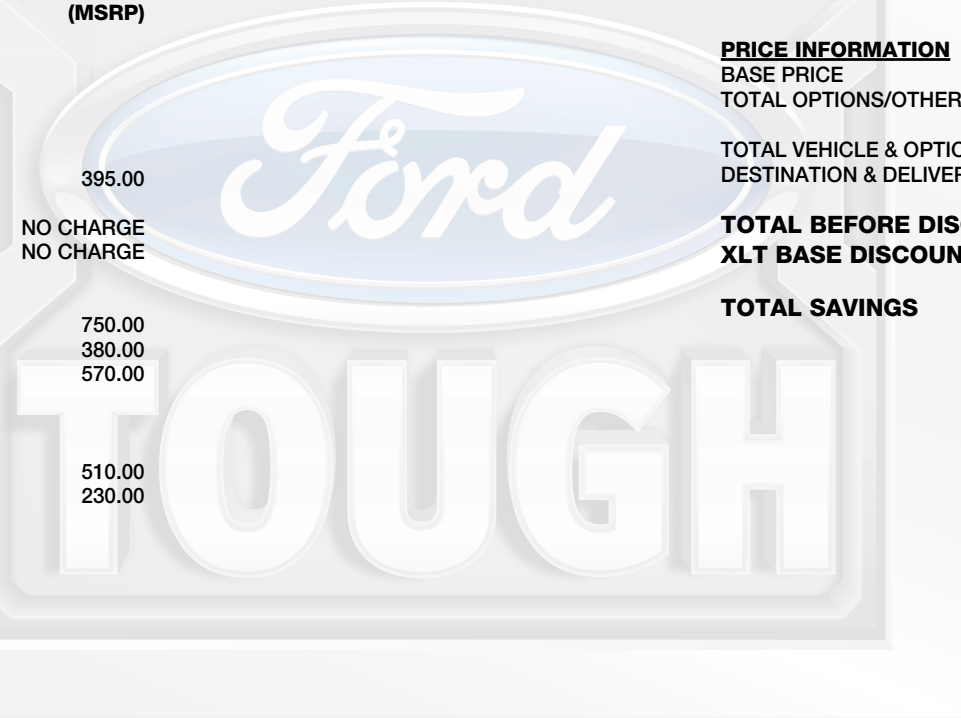 (MSRP)
395.00
NO CHARGE
NO CHARGE
750.00
380.00
570.00
510.00
230.00
PRICE INFORMATION
BASE PRICE
TOTAL OPTIONS/OTHER
TOTAL VEHICLE & OPTIO
DESTINATION & DELIVER
TOTAL BEFORE DISC
XLT BASE DISCOUN
TOTAL SAVINGS
Ford
TOUGH